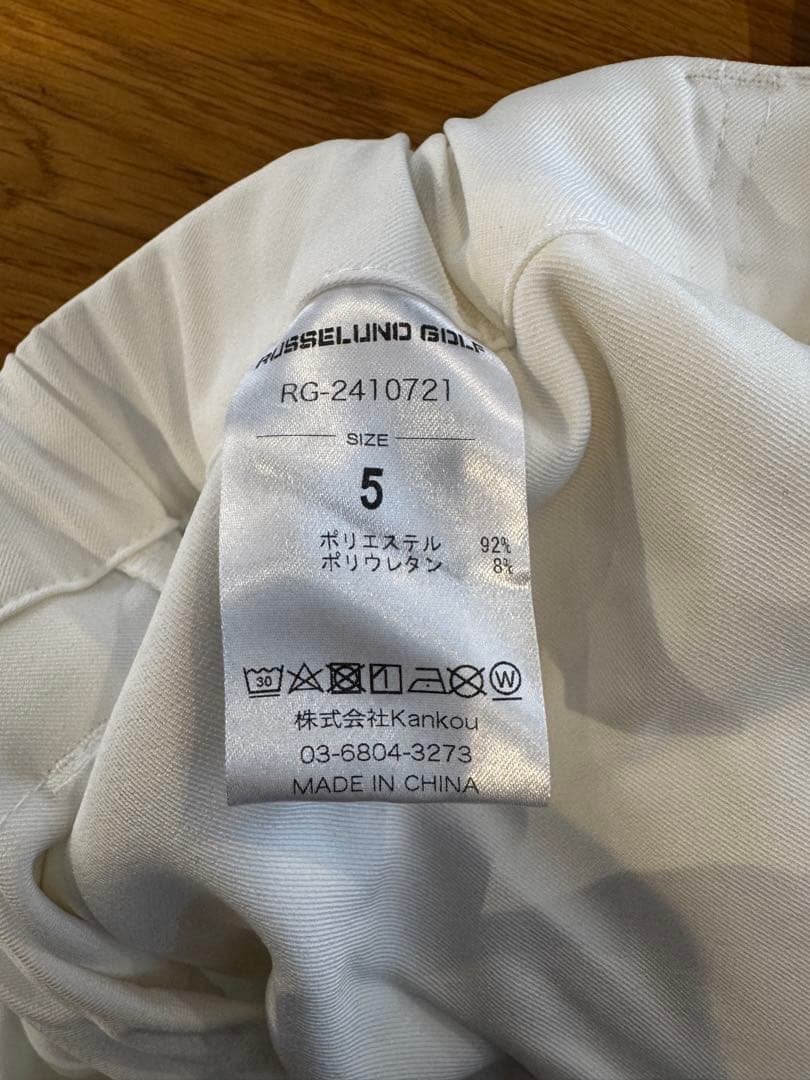 RUSSELUNO GOLF
RG-2410721
SIZE
5
ポリエステル 92%
ポリウレタン 8%
30 W
株式会社Kankou
03-6804-3273
MADE IN CHINA